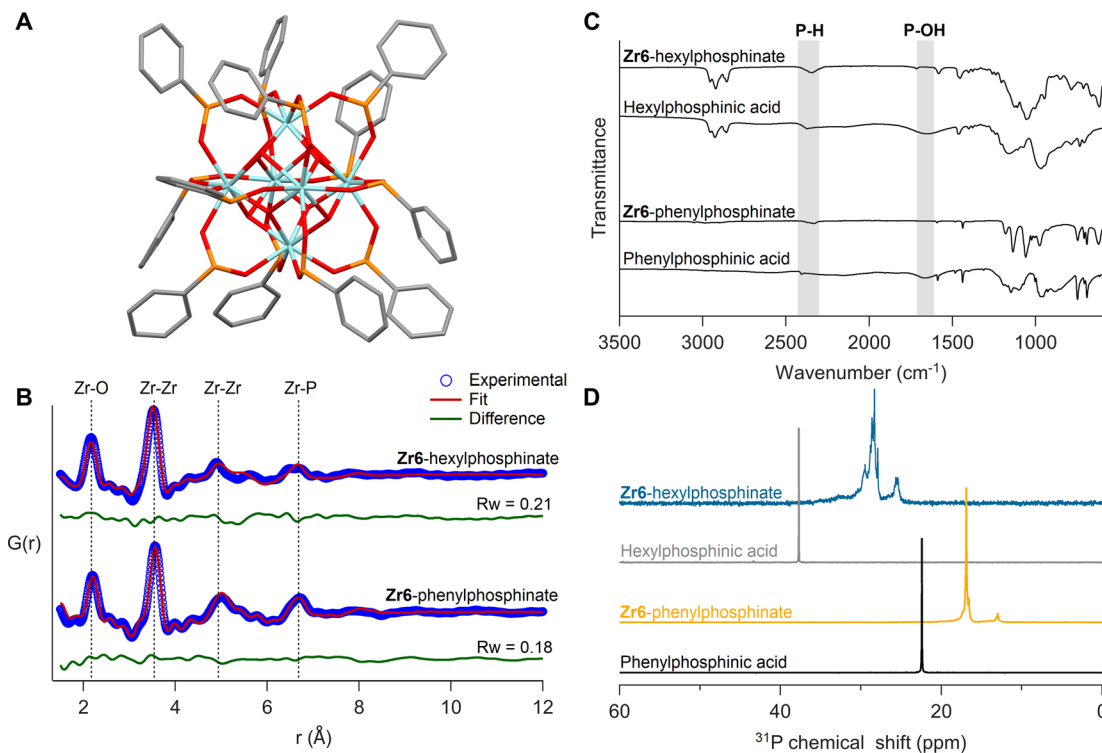 A
B
Zr-O
Zr-Zr
Zr-Zr
Zr-P
Experimental
Fit
Difference
Zr6-hexylphosphinate
Rw = 0.21
G(r)
Zr6-phenylphosphinate
Rw = 0.18
2
4
6
8
10
12
r (Å)
C
P-H
P-OH
Zr6-hexylphosphinate
Hexylphosphinic acid
Zr6-phenylphosphinate
Phenylphosphinic acid
Transmittance
3500
3000
2500
2000
1500
1000
Wavenumber (cm⁻¹)
D
Zr6-hexylphosphinate
Hexylphosphinic acid
Zr6-phenylphosphinate
Phenylphosphinic acid
60
40
20
0
³¹P chemical shift (ppm)